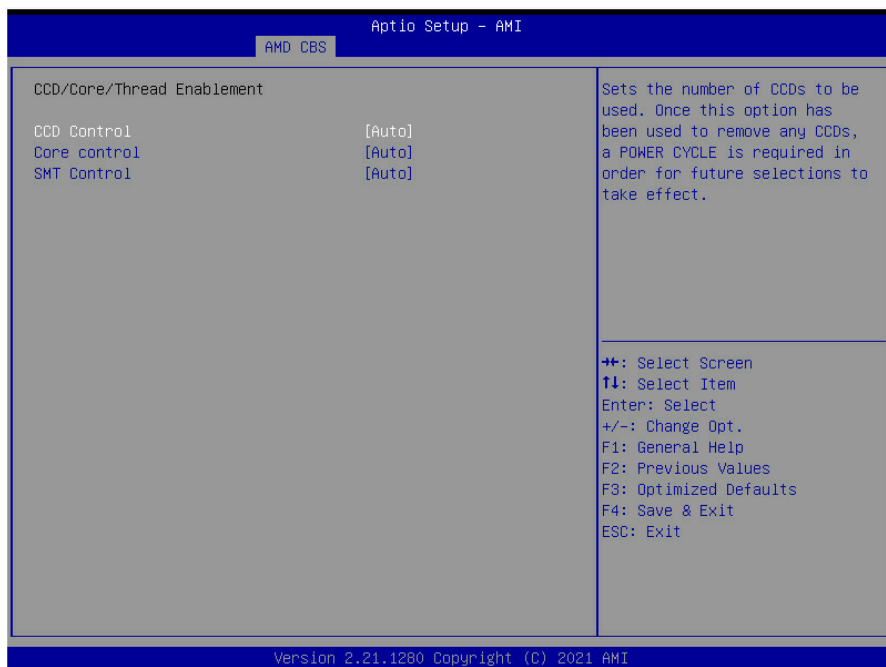 Aptio Setup – AMI
AMD CBS
CCD/Core/Thread Enablement
CCD Control [Auto]
Core control [Auto]
SMT Control [Auto]
Sets the number of CCDs to be
used. Once this option has
been used to remove any CCDs,
a POWER CYCLE is required in
order for future selections to
take effect.
→←: Select Screen
↑↓: Select Item
Enter: Select
+/-: Change Opt.
F1: General Help
F2: Previous Values
F3: Optimized Defaults
F4: Save & Exit
ESC: Exit
Version 2.21.1280 Copyright (C) 2021 AMI